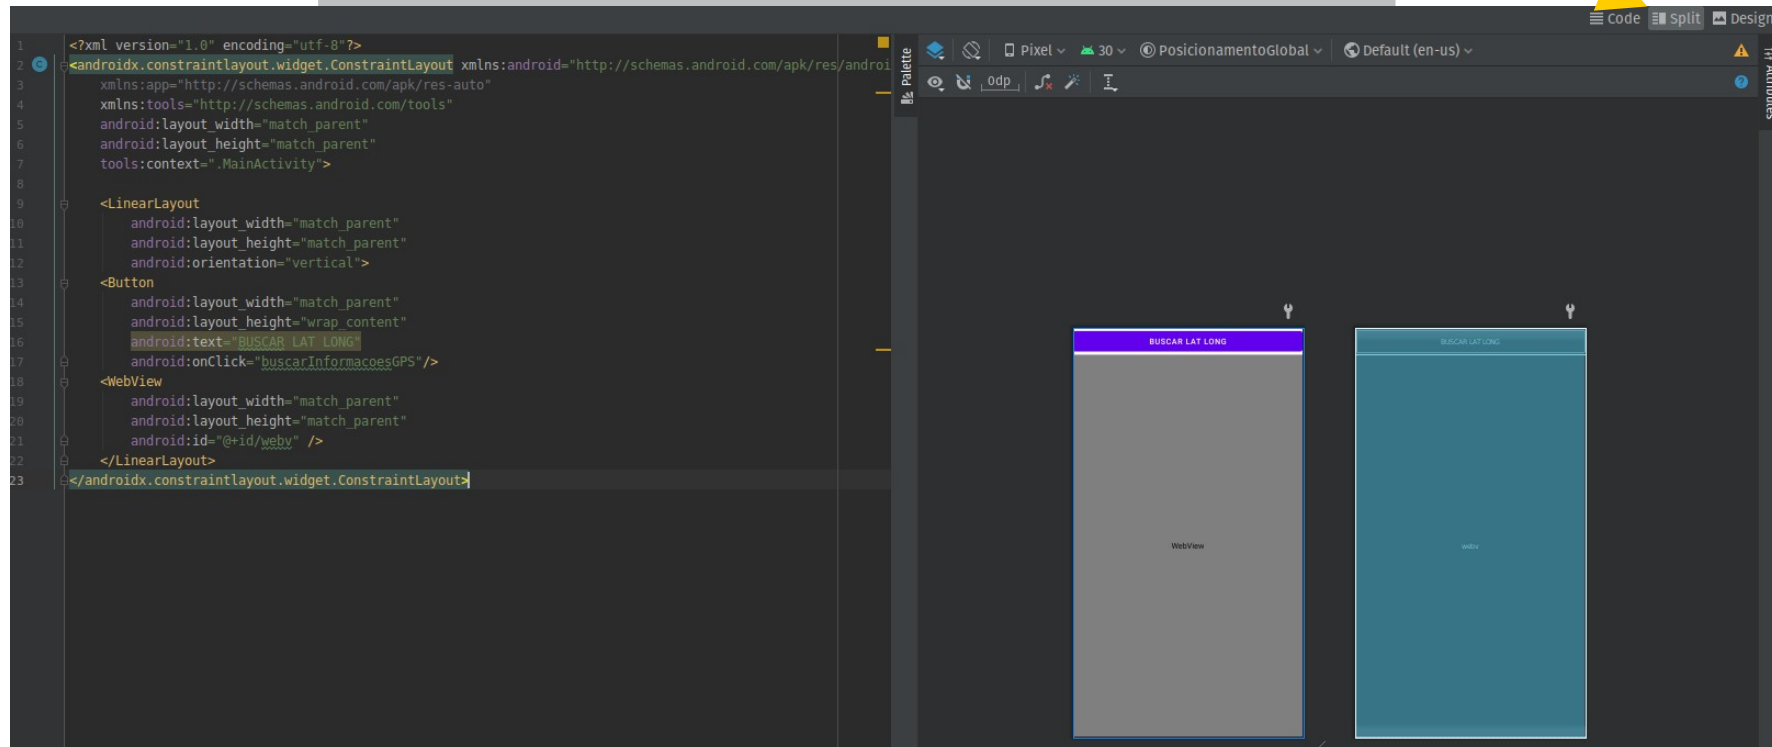 Code Split Design
1 <?xml version="1.0" encoding="utf-8"?>
2 <androidx.constraintlayout.widget.ConstraintLayout xmlns:android="http://schemas.android.com/apk/res/androi
3 xmlns:app="http://schemas.android.com/apk/res-auto"
4 xmlns:tools="http://schemas.android.com/tools"
5 android:layout_width="match_parent"
6 android:layout_height="match_parent"
7 tools:context=".MainActivity">
8
9 <LinearLayout
10 android:layout_width="match_parent"
11 android:layout_height="match_parent"
12 android:orientation="vertical">
13 <Button
14 android:layout_width="match_parent"
15 android:layout_height="wrap_content"
16 android:text="BUSCAR LAT LONG"
17 android:onClick="buscarInformacoesGPS"/>
18 <WebView
19 android:layout_width="match_parent"
20 android:layout_height="match_parent"
21 android:id="@+id/webv" />
22 </LinearLayout>
23 </androidx.constraintlayout.widget.ConstraintLayout>
Palette
Pixel 30 PosicionamentoGlobal Default (en-us)
0dp
Attributes
BUSCAR LAT LONG
WebView
BUSCAR LAT LONG
webv